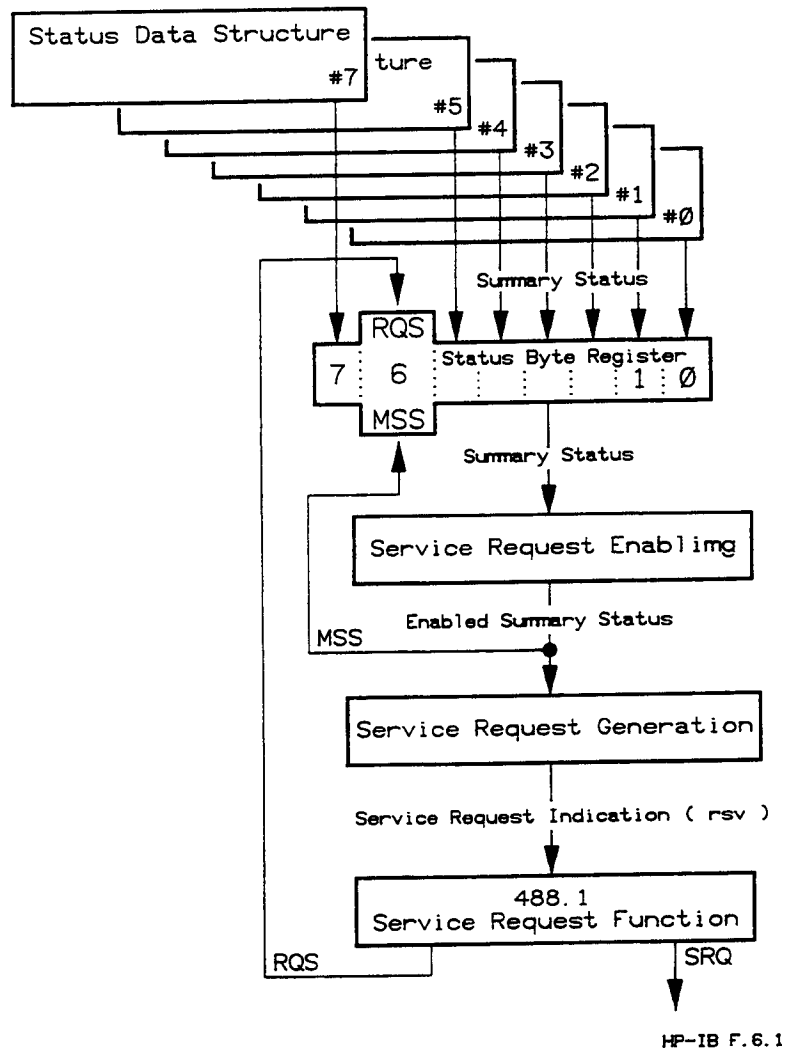 Status Data Structure
#7
ture
#5
#4
#3
#2
#1
#0
Summary Status
RQS
Status Byte Register
7 6 1 0
MSS
Summary Status
Service Request Enablimg
Enabled Summary Status
MSS
Service Request Generation
Service Request Indication ( rsv )
488.1
Service Request Function
RQS
SRQ
HP-IB F.6.1